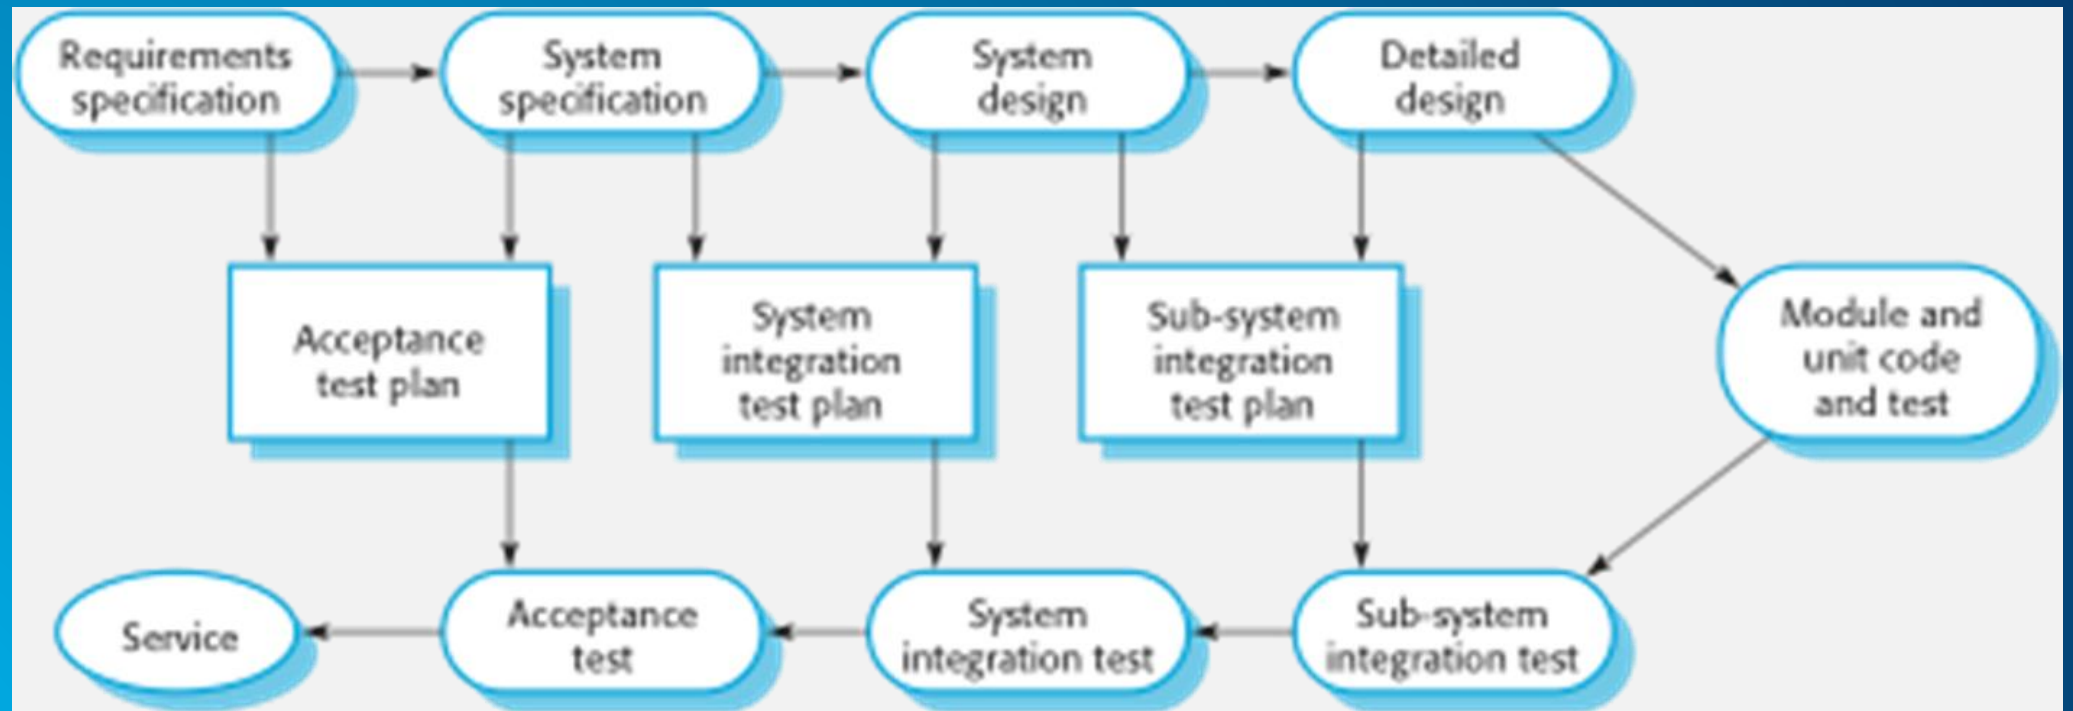 Requirements
specification
System
specification
System
design
Detailed
design
Acceptance
test plan
System
integration
test plan
Sub-system
integration
test plan
Module and
unit code
and test
Service
Acceptance
test
System
integration test
Sub-system
integration test